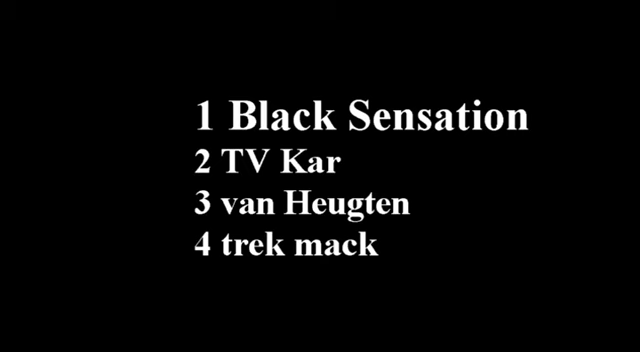 1 Black Sensation
2 TV Kar
3 van Heugten
4 trek mack